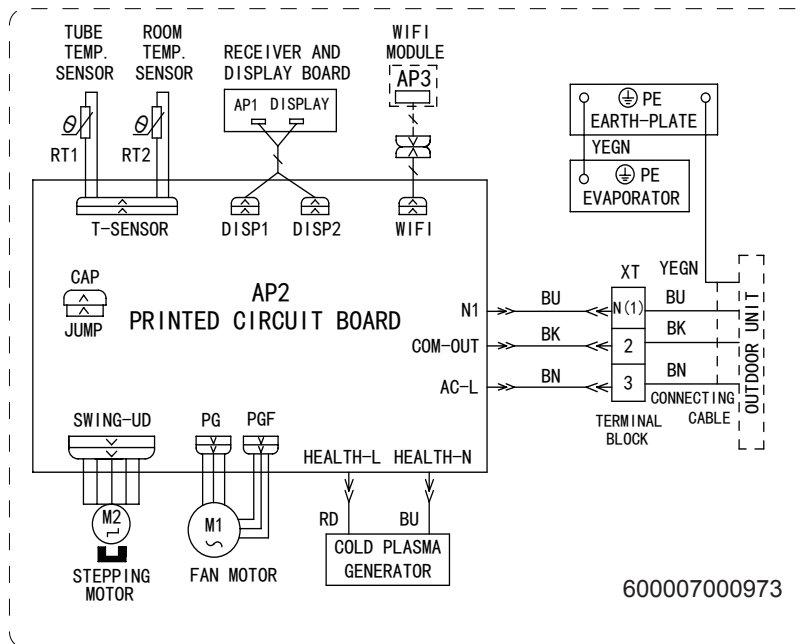 TUBE
TEMP.
SENSOR
ROOM
TEMP.
SENSOR
RECEIVER AND
DISPLAY BOARD
AP1 DISPLAY
WIFI
MODULE
AP3
RT1
RT2
PE
EARTH-PLATE
YEGN
PE
EVAPORATOR
T-SENSOR
DISP1
DISP2
WIFI
CAP
JUMP
AP2
PRINTED CIRCUIT BOARD
N1
COM-OUT
AC-L
BU
BK
BN
XT
N(1)
2
3
TERMINAL
BLOCK
YEGN
BU
BK
BN
CONNECTING
CABLE
OUTDOOR UNIT
SWING-UD
PG
PGF
HEALTH-L HEALTH-N
M2
STEPPING
MOTOR
M1
FAN MOTOR
RD
BU
COLD PLASMA
GENERATOR
600007000973